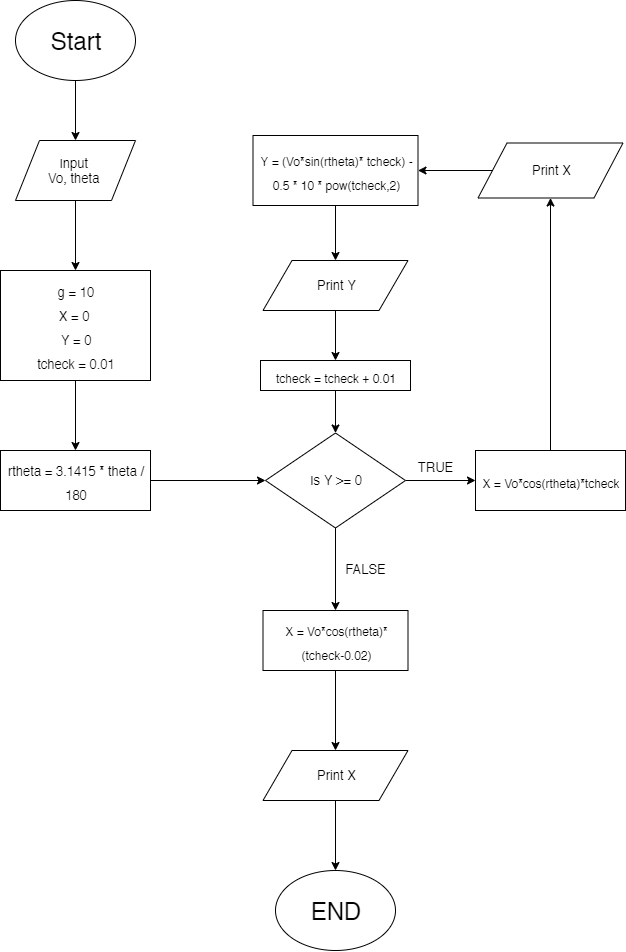 Start
input
Vo, theta
g = 10
X = 0
Y = 0
tcheck = 0.01
rtheta = 3.1415 * theta /
180
is Y >= 0
TRUE
X = Vo*cos(rtheta)*tcheck
Print X
Y = (Vo*sin(rtheta)* tcheck) -
0.5 * 10 * pow(tcheck,2)
Print Y
tcheck = tcheck + 0.01
FALSE
X = Vo*cos(rtheta)*
(tcheck-0.02)
Print X
END